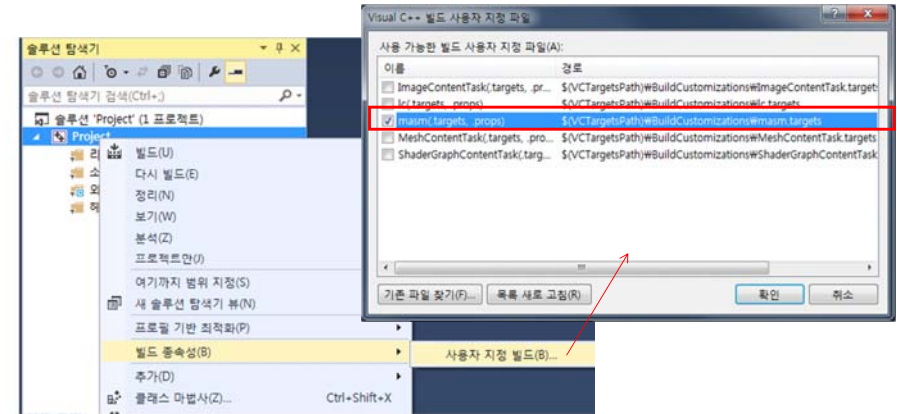 Visual C++ 빌드 사용자 지정 파일
사용 가능한 빌드 사용자 지정 파일(A):
이름 경로
ImageContentTask(.targets, .pr... $(VCTargetsPath)₩BuildCustomizations₩ImageContentTask.target:
lc(.targets, .props) $(VCTargetsPath)₩BuildCustomizations₩lc.targets
masm(.targets, .props) $(VCTargetsPath)₩BuildCustomizations₩masm.targets
MeshContentTask(.targets, .pro... $(VCTargetsPath)₩BuildCustomizations₩MeshContentTask.targets
ShaderGraphContentTask(.targ... $(VCTargetsPath)₩BuildCustomizations₩ShaderGraphContentTask
기존 파일 찾기(F)... 목록 새로 고침(R) 확인 취소
솔루션 탐색기
솔루션 탐색기 검색(Ctrl+;)
솔루션 'Project' (1 프로젝트)
Project
리
소
외
헤
빌드(U)
다시 빌드(E)
정리(N)
보기(W)
분석(Z)
프로젝트만(J)
여기까지 범위 지정(S)
새 솔루션 탐색기 뷰(N)
프로필 기반 최적화(P)
빌드 종속성(B)
사용자 지정 빌드(B)...
추가(D)
클래스 마법사(Z)... Ctrl+Shift+X